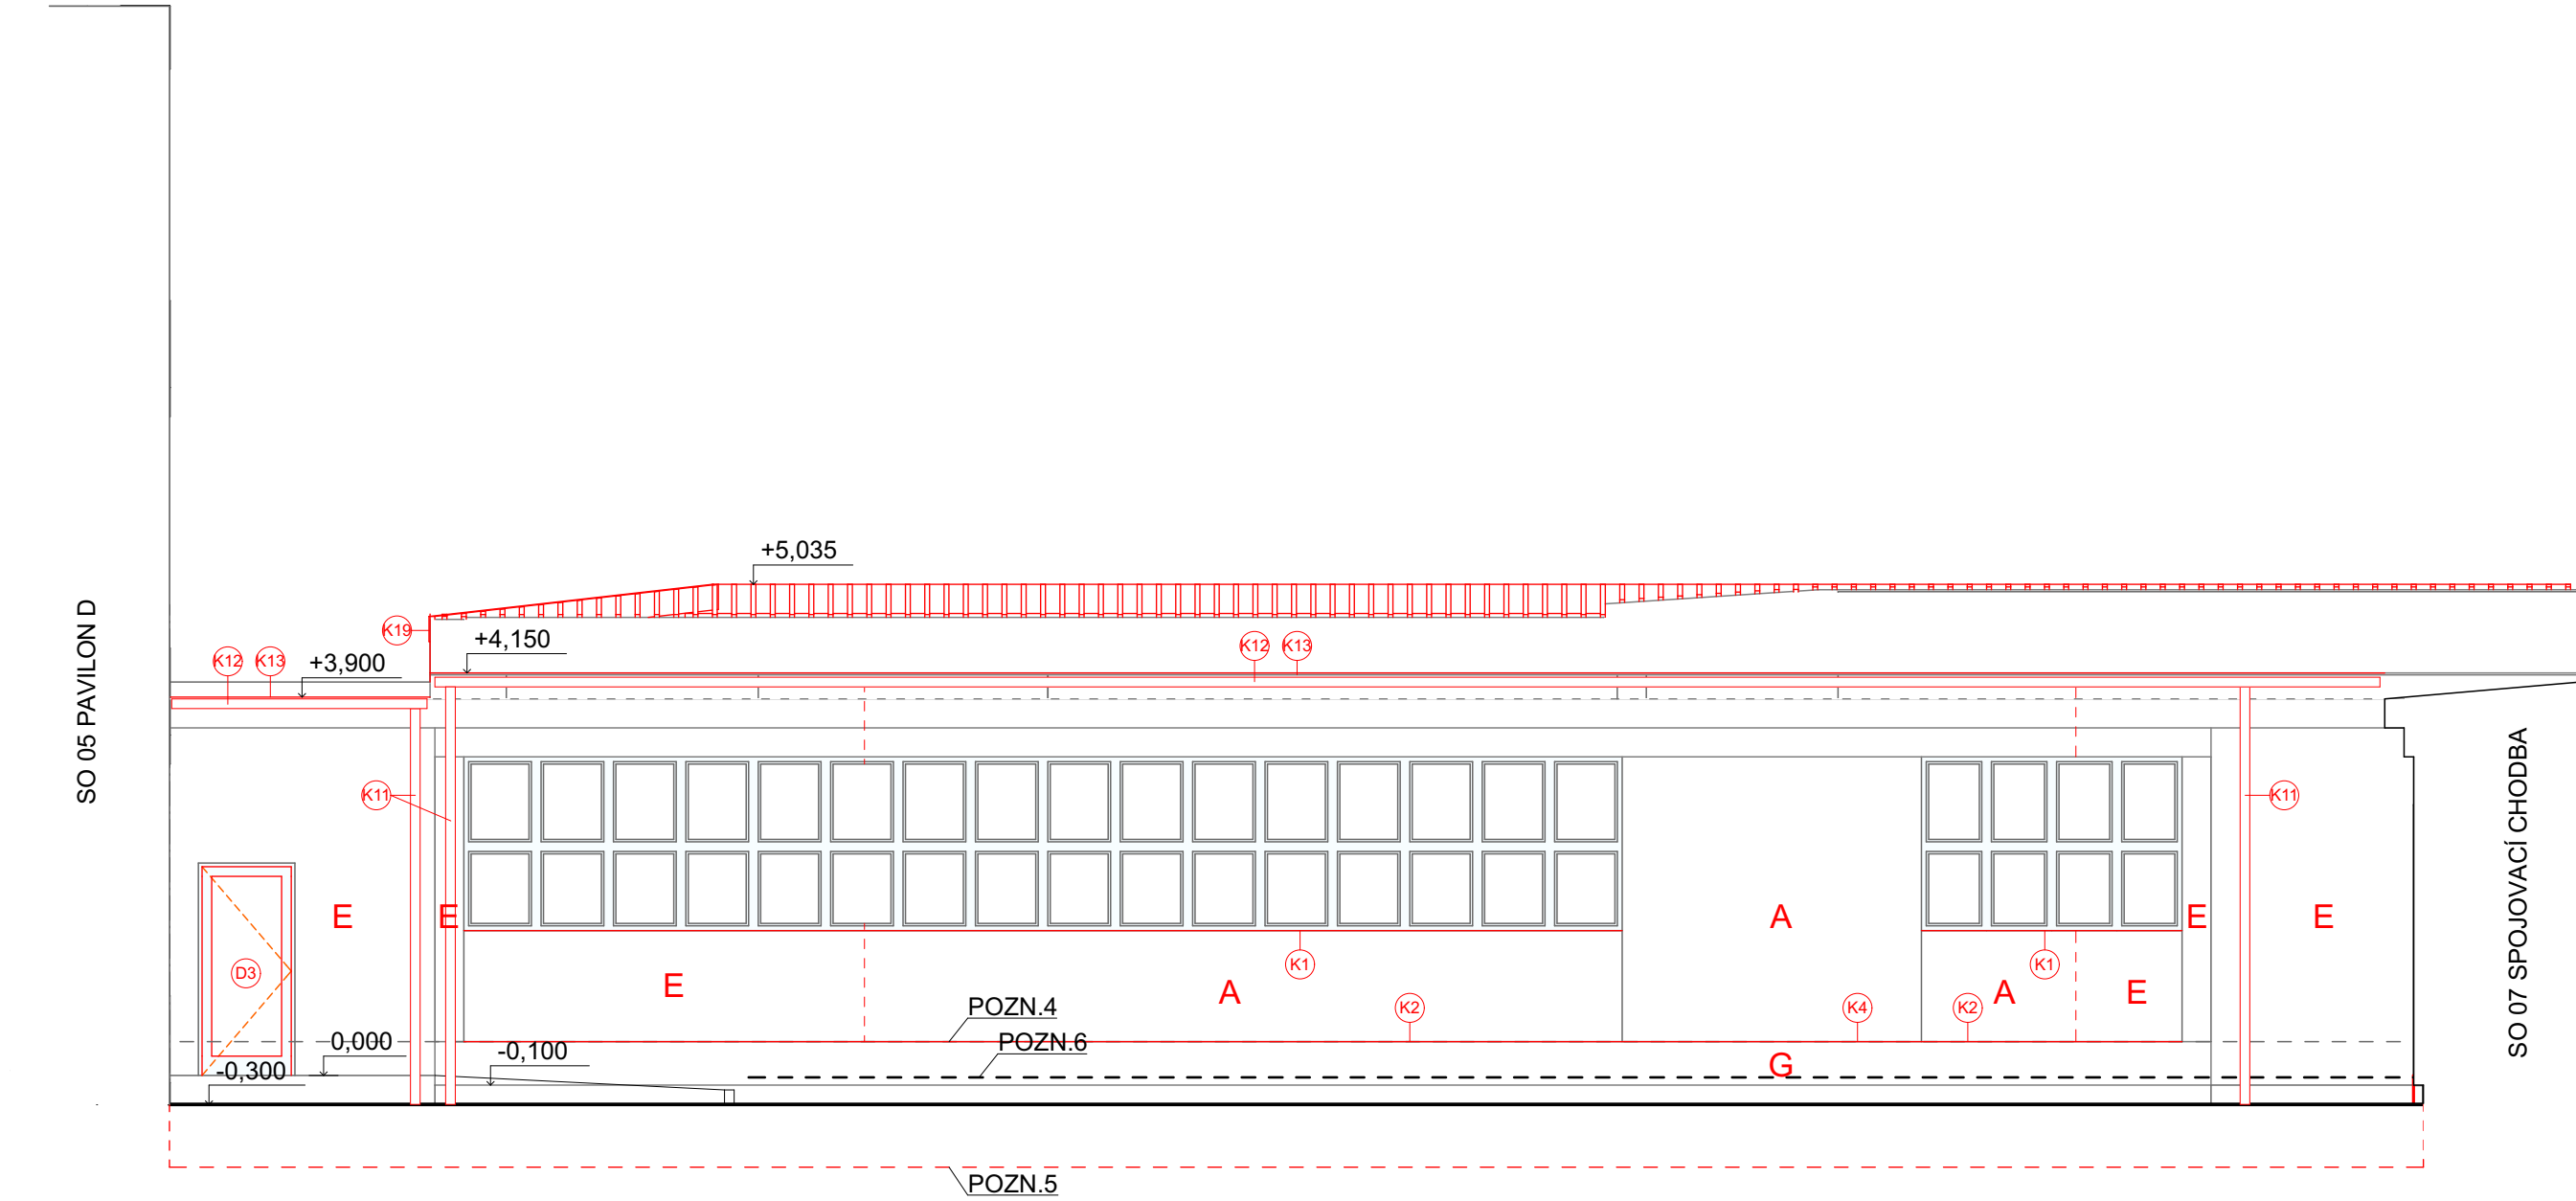 +5,035
K19
+4,150
K12 K13
+3,900
K12 K13
SO 05 PAVILON D
SO 07 SPOJOVACÍ CHODBA
K11
K11
E
E
A
E
E
D3
K1
K1
E
A
A
E
POZN.4
K2
K4
K2
0,000
POZN.6
-0,100
G
-0,300
POZN.5